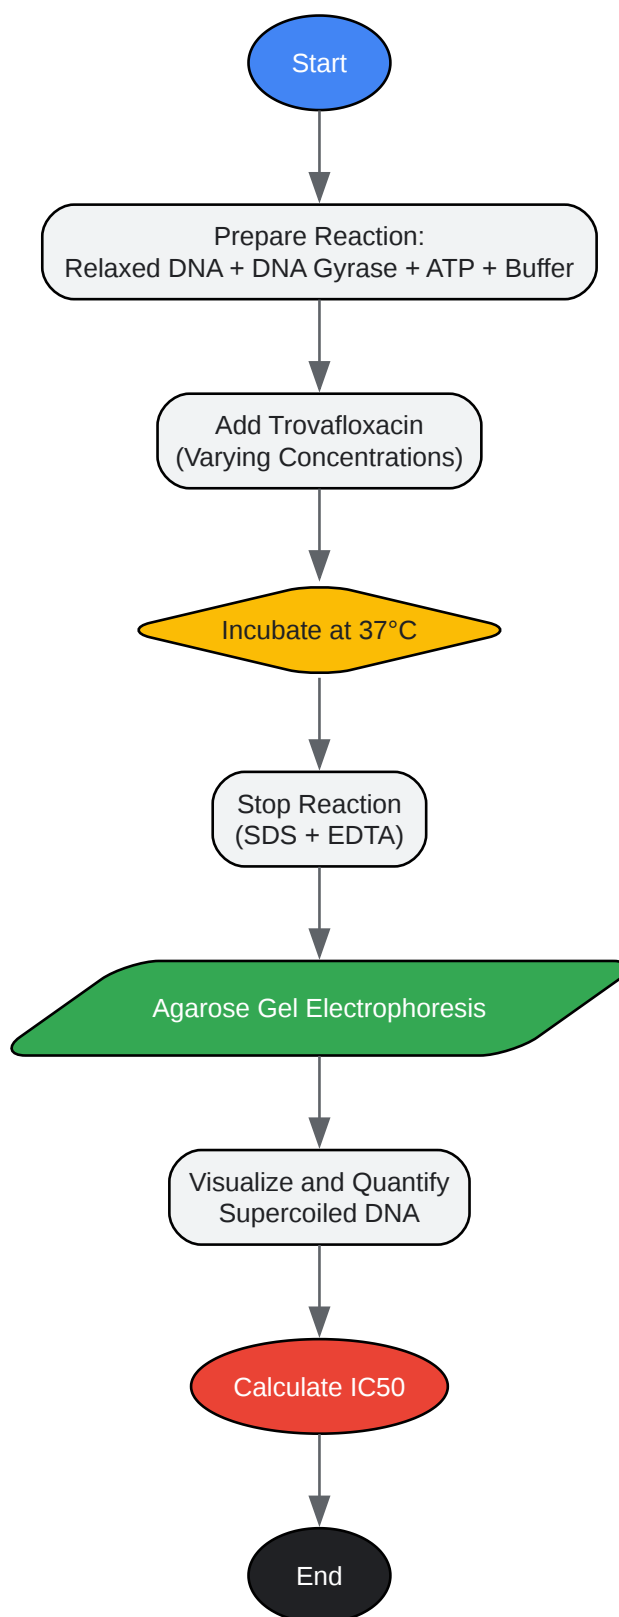 Start
Prepare Reaction:
Relaxed DNA + DNA Gyrase + ATP + Buffer
Add Trovafloxacin
(Varying Concentrations)
Incubate at 37°C
Stop Reaction
(SDS + EDTA)
Agarose Gel Electrophoresis
Visualize and Quantify
Supercoiled DNA
Calculate IC50
End